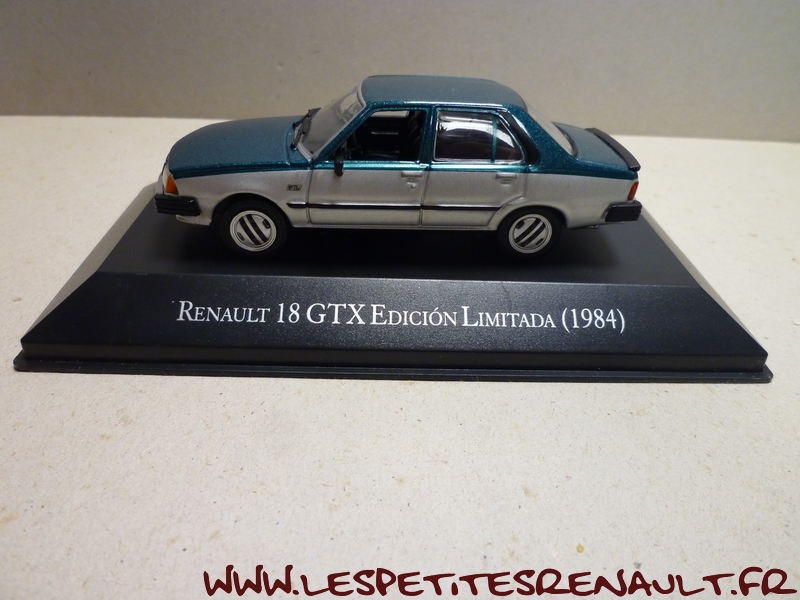 RENAULT 18 GTX EDICIÓN LIMITADA (1984)
WWW.LESPETITESRENAULT.FR